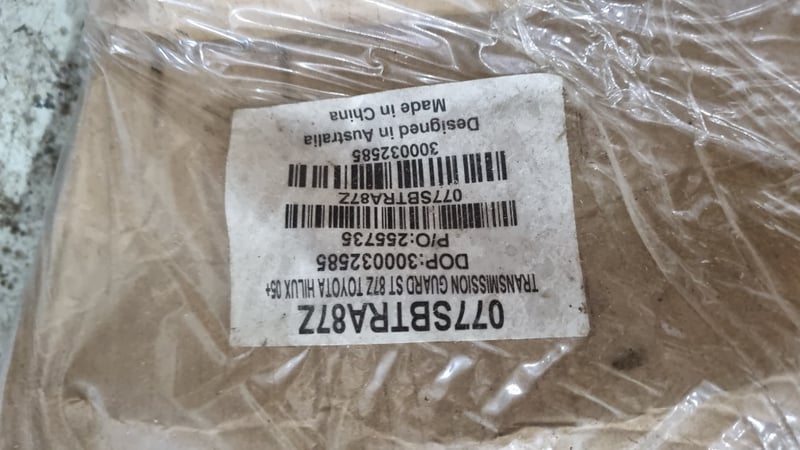 077SBTRA87Z
TRANSMISSION GUARD ST 87Z TOYOTA HILUX 05+
DOP:300032585
P/O:255735
077SBTRA87Z
300032585
Designed in Australia
Made in China